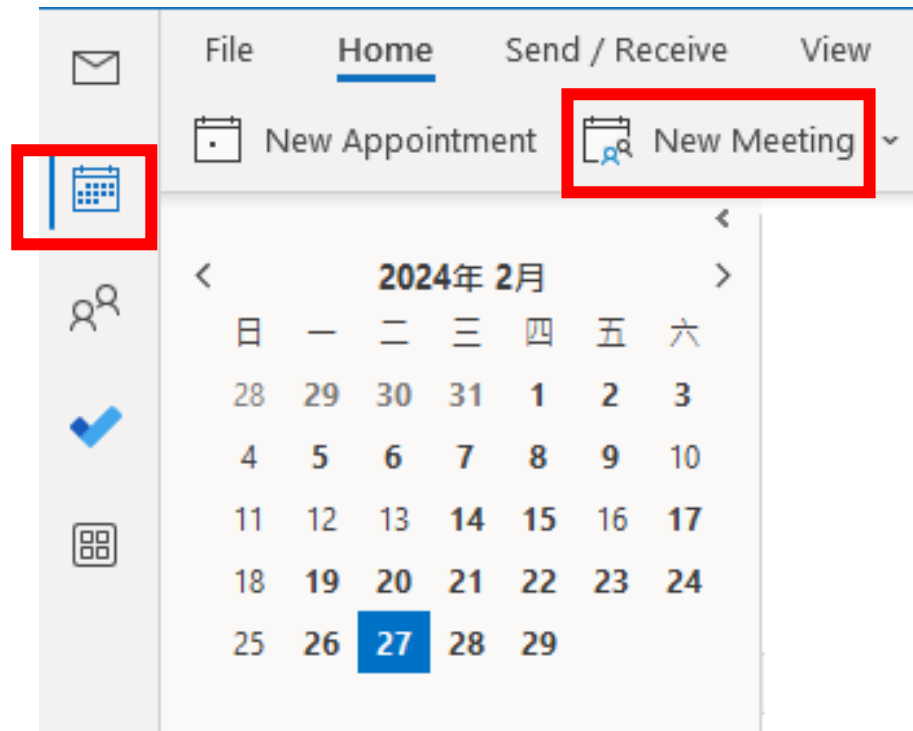 File Home Send / Receive View
New Appointment New Meeting
2024年 2月
日 一 二 三 四 五 六
28 29 30 31 1 2 3
4 5 6 7 8 9 10
11 12 13 14 15 16 17
18 19 20 21 22 23 24
25 26 27 28 29